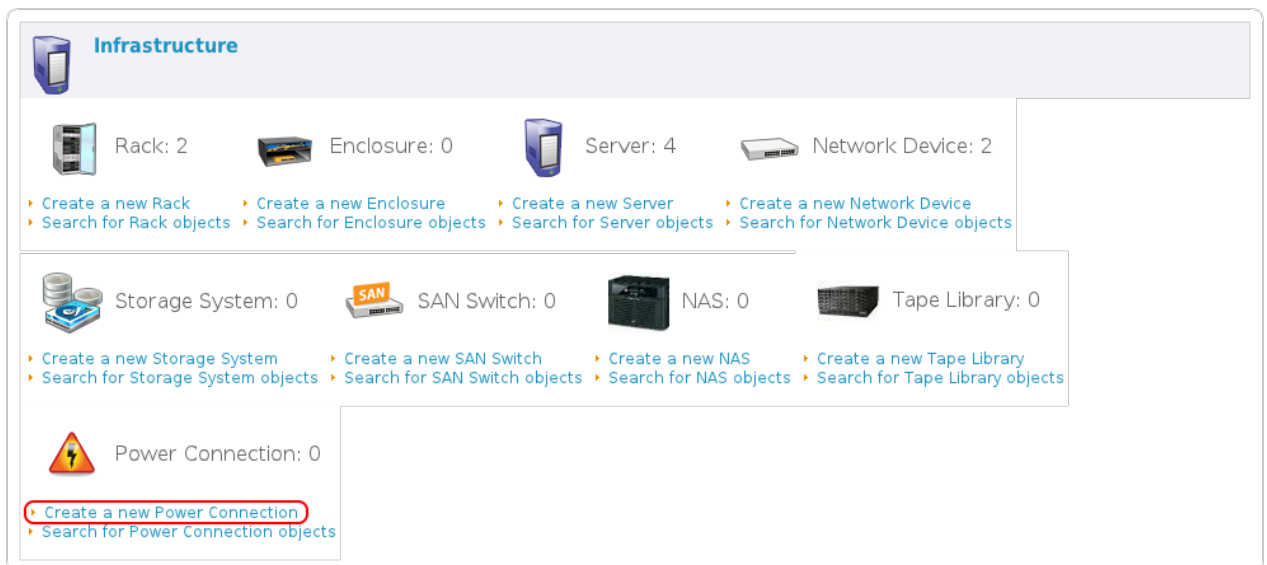 Infrastructure
Rack: 2 Enclosure: 0 Server: 4 Network Device: 2
Create a new Rack Create a new Enclosure Create a new Server Create a new Network Device
Search for Rack objects Search for Enclosure objects Search for Server objects Search for Network Device objects
Storage System: 0 SAN SAN Switch: 0 NAS: 0 Tape Library: 0
Create a new Storage System Create a new SAN Switch Create a new NAS Create a new Tape Library
Search for Storage System objects Search for SAN Switch objects Search for NAS objects Search for Tape Library objects
Power Connection: 0
Create a new Power Connection
Search for Power Connection objects